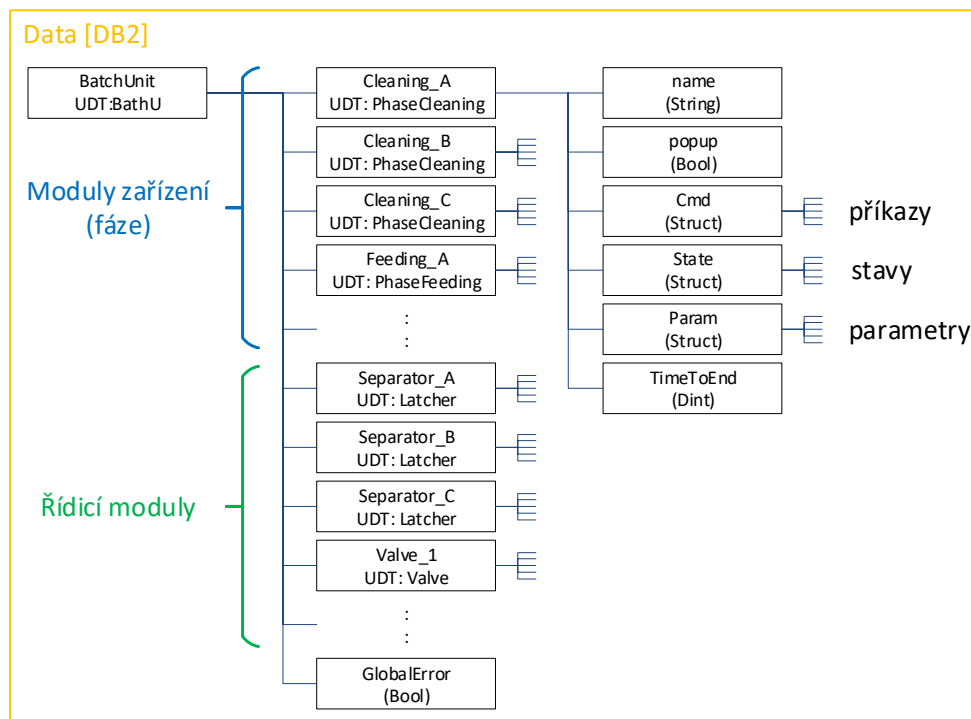 Data [DB2]
BatchUnit
UDT:BathU
Moduly zařízení
(fáze)
Řídicí moduly
Cleaning_A
UDT: PhaseCleaning
Cleaning_B
UDT: PhaseCleaning
Cleaning_C
UDT: PhaseCleaning
Feeding_A
UDT: PhaseFeeding
:
:
Separator_A
UDT: Latcher
Separator_B
UDT: Latcher
Separator_C
UDT: Latcher
Valve_1
UDT: Valve
:
:
GlobalError
(Bool)
name
(String)
popup
(Bool)
Cmd
(Struct)
příkazy
State
(Struct)
stavy
Param
(Struct)
parametry
TimeToEnd
(Dint)